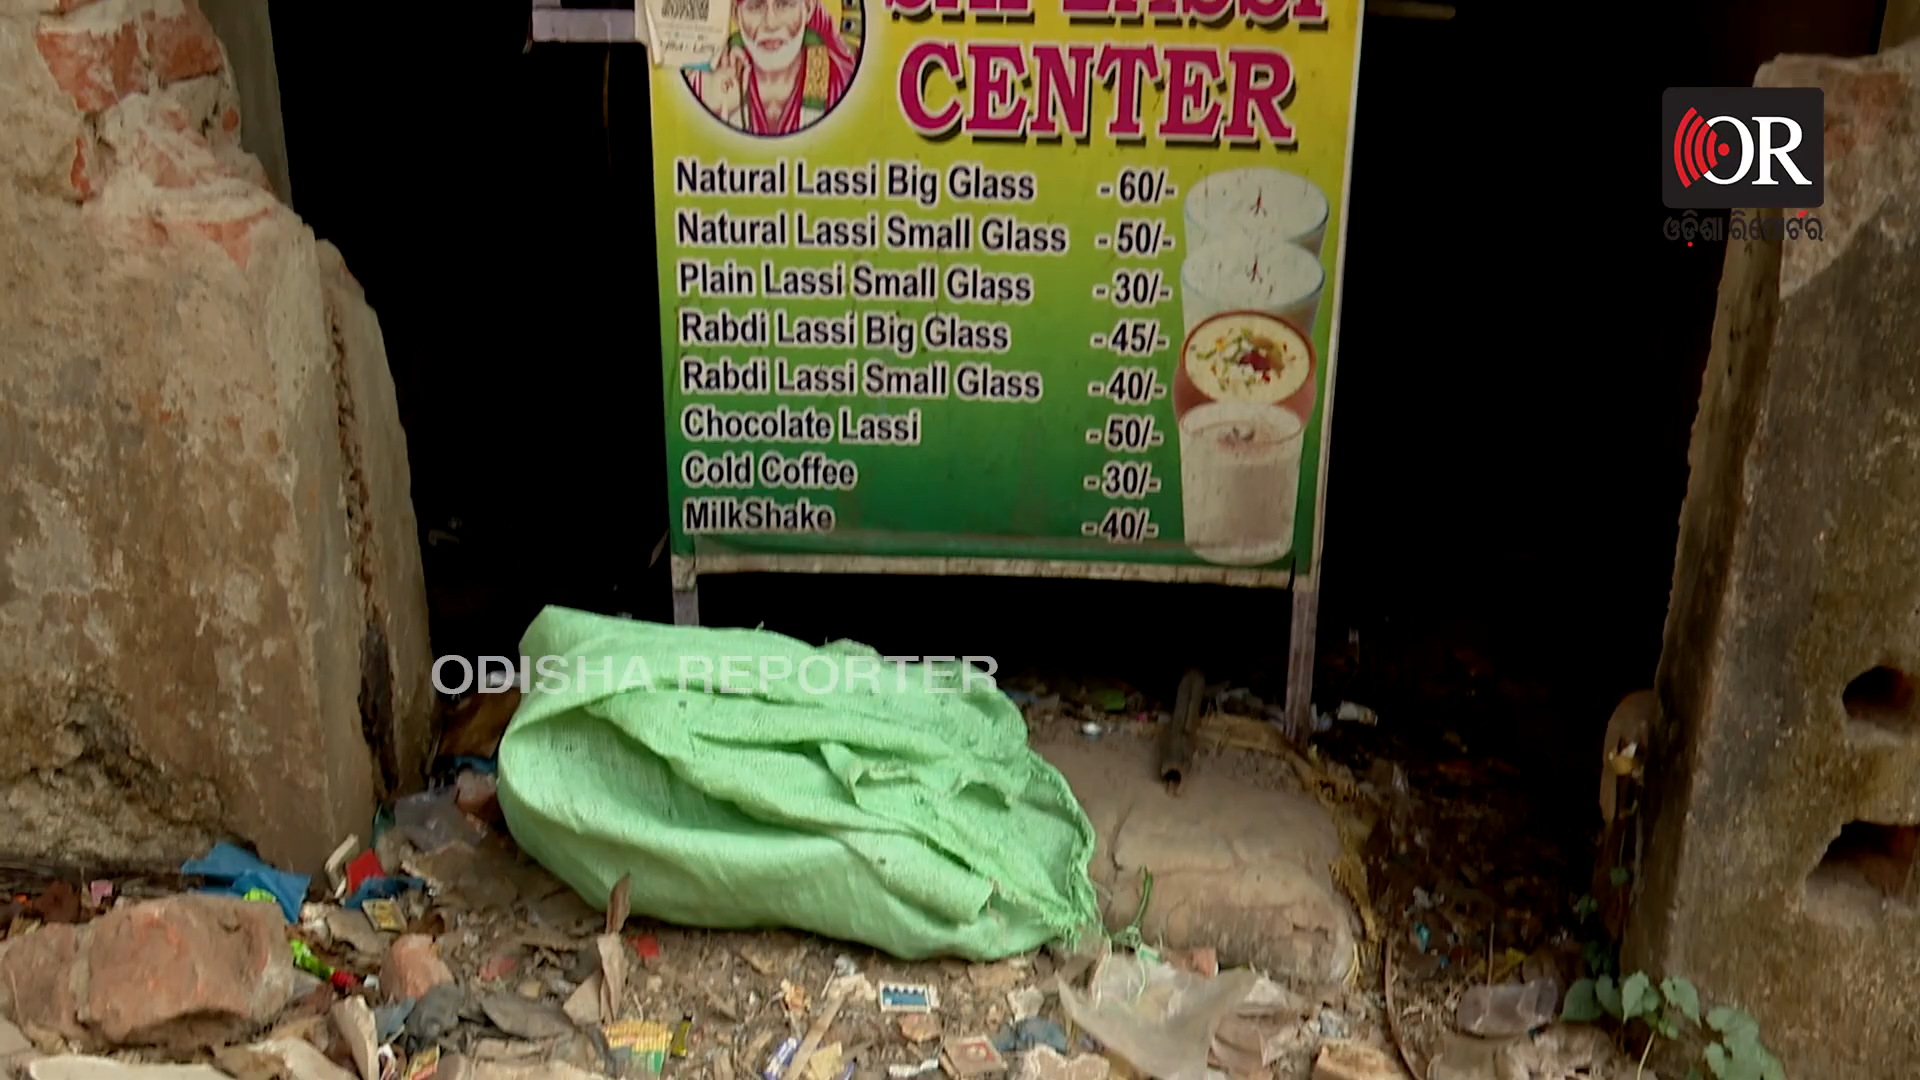 SAI LASSI
CENTER
Natural Lassi Big Glass - 60/-
Natural Lassi Small Glass - 50/-
Plain Lassi Small Glass - 30/-
Rabdi Lassi Big Glass - 45/-
Rabdi Lassi Small Glass - 40/-
Chocolate Lassi - 50/-
Cold Coffee - 30/-
MilkShake - 40/-
OR
ଓଡ଼ିଶା ରିପୋର୍ଟର
ODISHA REPORTER